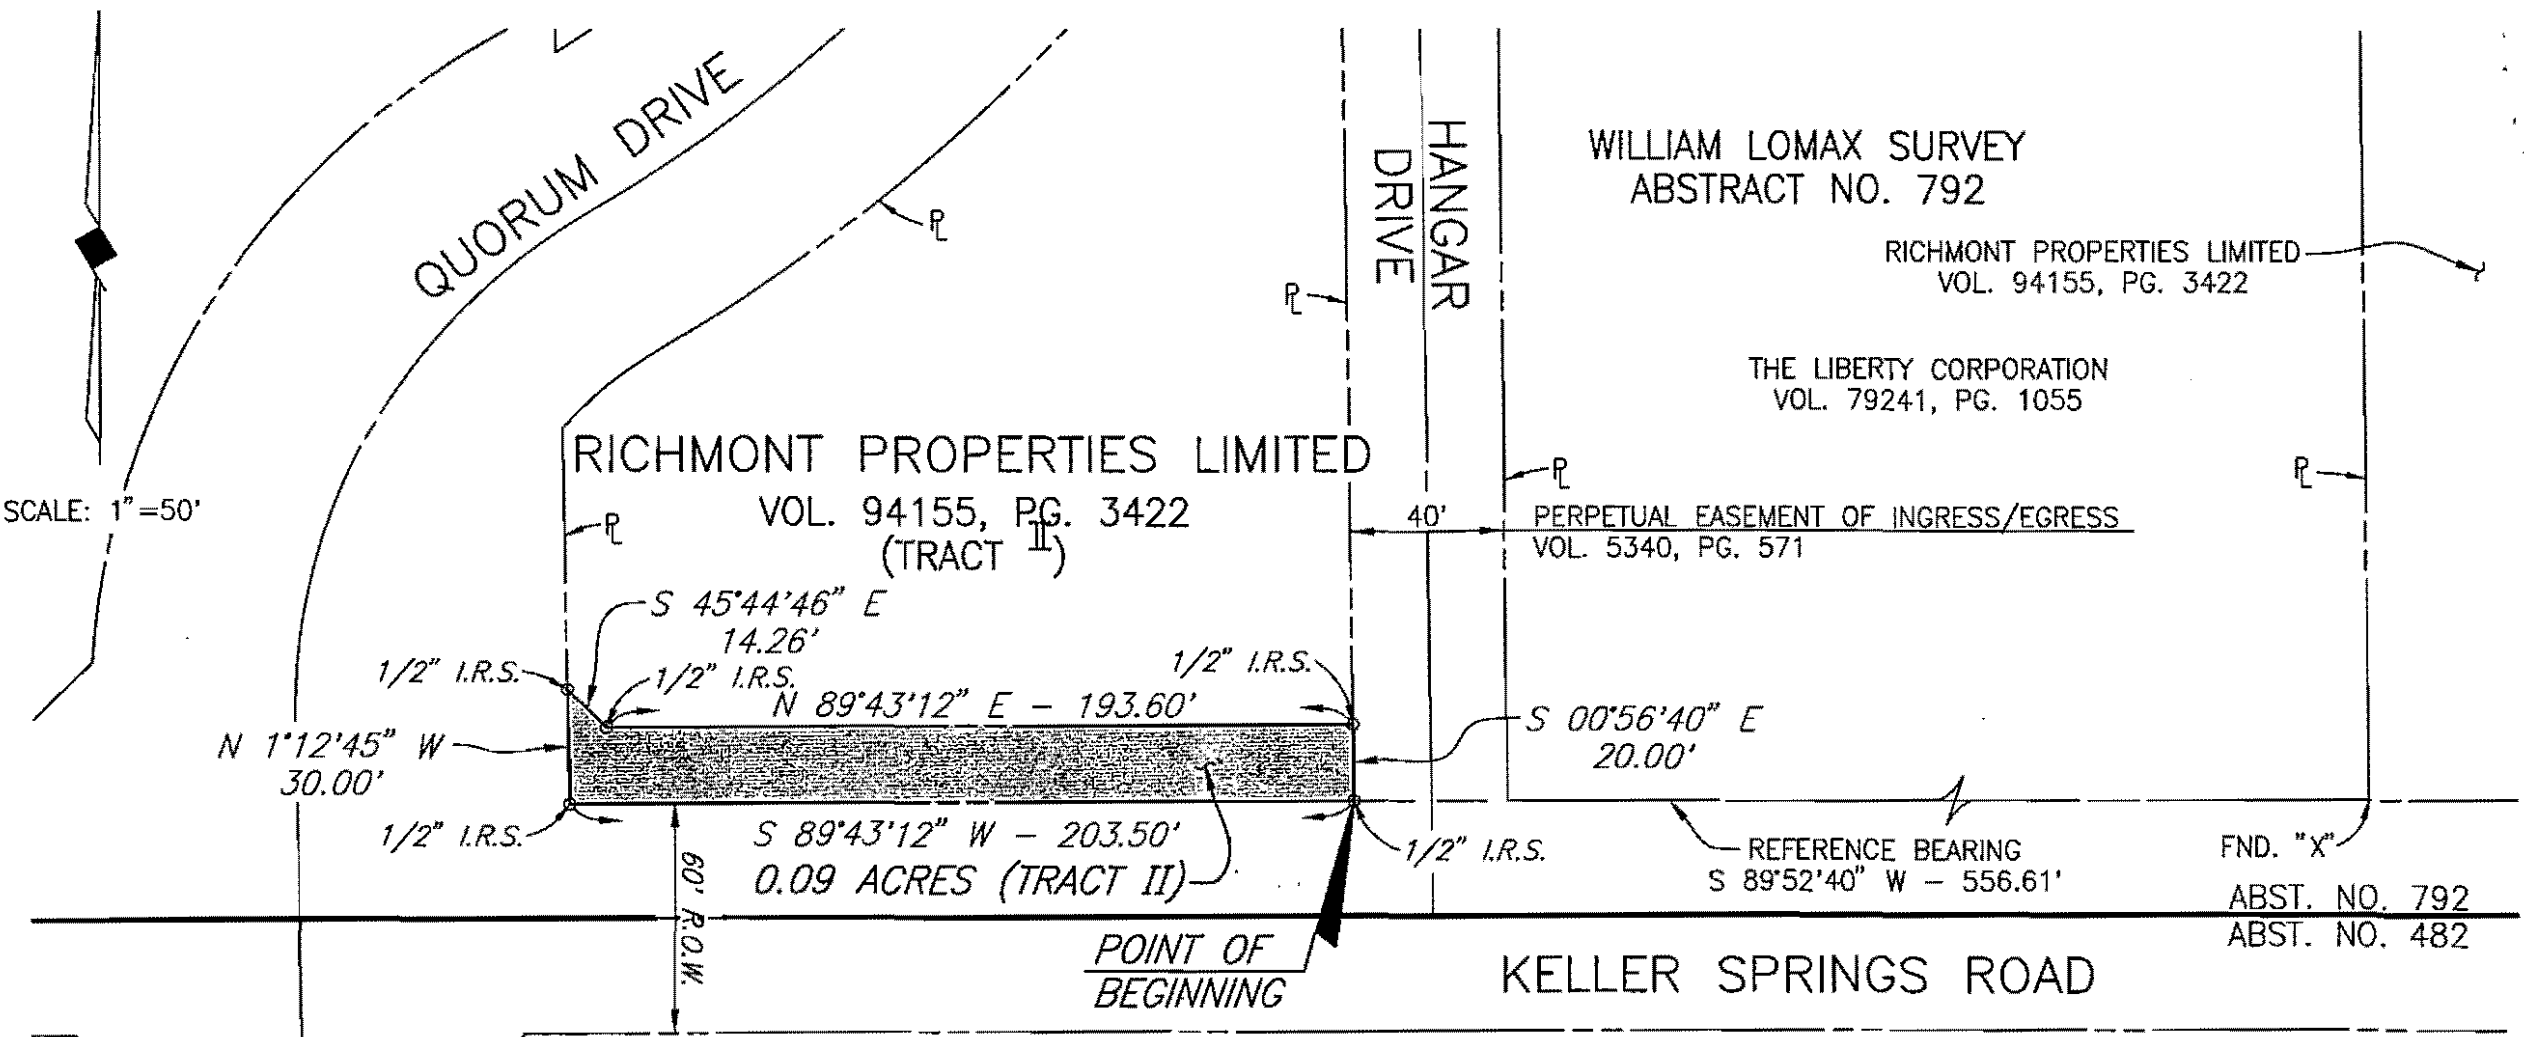 QUORUM DRIVE
HANGAR
DRIVE
WILLIAM LOMAX SURVEY
ABSTRACT NO. 792
RICHMONT PROPERTIES LIMITED
VOL. 94155, PG. 3422
THE LIBERTY CORPORATION
VOL. 79241, PG. 1055
PL
PL
PL
PL
PL
SCALE: 1"=50'
RICHMONT PROPERTIES LIMITED
VOL. 94155, PG. 3422
(TRACT II)
40'
PERPETUAL EASEMENT OF INGRESS/EGRESS
VOL. 5340, PG. 571
S 45°44'46" E
14.26'
1/2" I.R.S.
1/2" I.R.S.
1/2" I.R.S.
N 89°43'12" E - 193.60'
S 00°56'40" E
20.00'
N 1°12'45" W
30.00'
1/2" I.R.S.
S 89°43'12" W - 203.50'
0.09 ACRES (TRACT II)
1/2" I.R.S.
REFERENCE BEARING
S 89°52'40" W - 556.61'
FND. "X"
60' R.O.W.
ABST. NO. 792
ABST. NO. 482
POINT OF
BEGINNING
KELLER SPRINGS ROAD